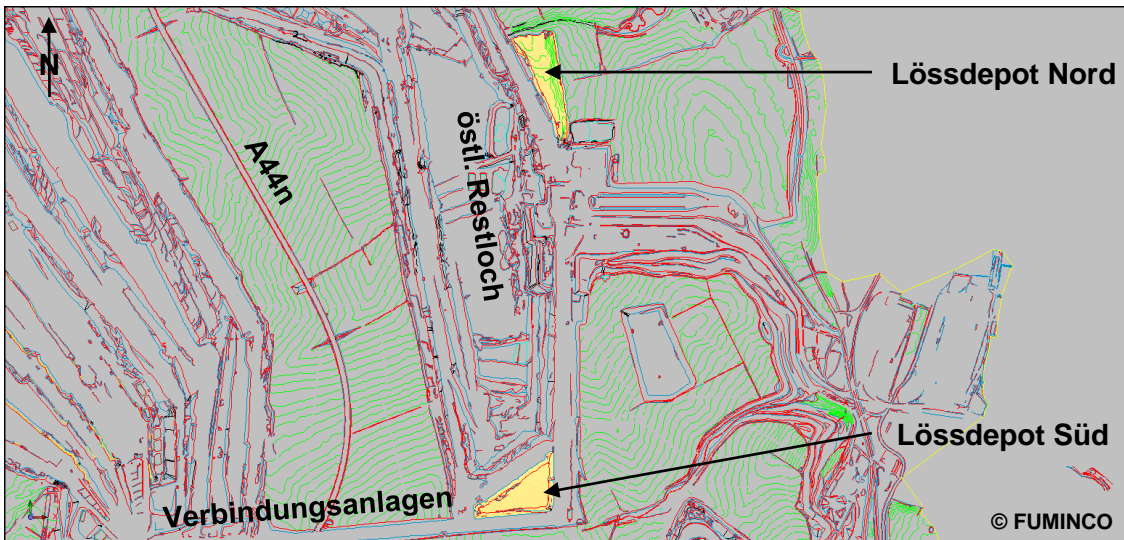 N
Lössdepot Nord
A44n
östl. Restloch
Lössdepot Süd
Verbindungsanlagen
© FUMINCO